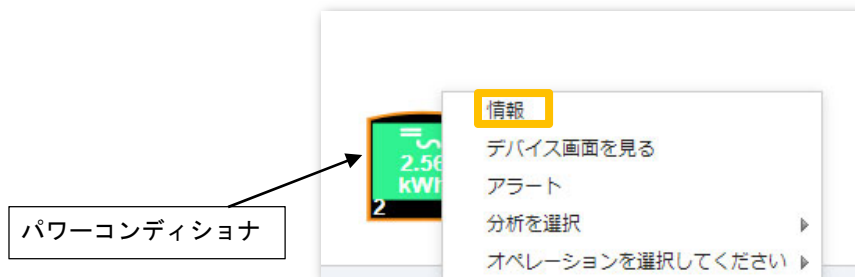 情報
デバイス画面を見る
アラート
分析を選択
オペレーションを選択してください
2.56
kWh
2
パワーコンディショナ